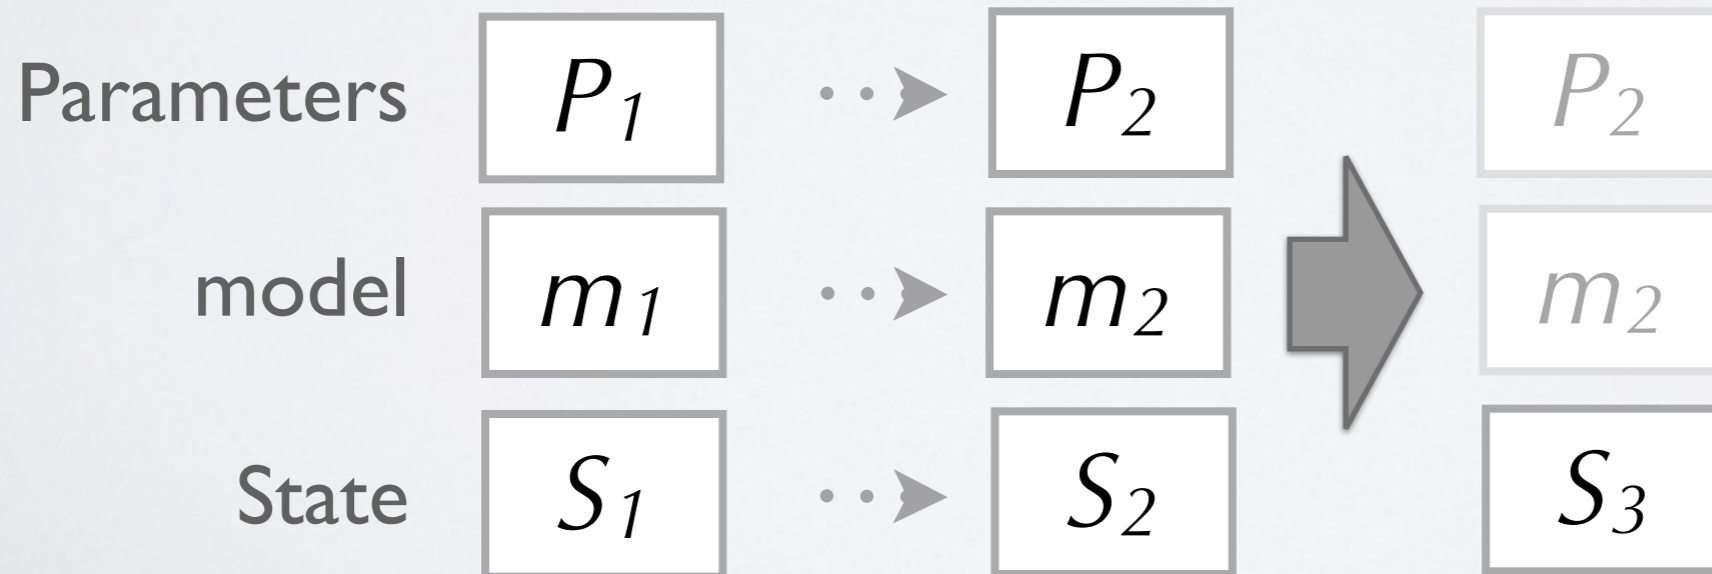 Parameters P1 P2 P2
model m1 m2 m2
State S1 S2 S3